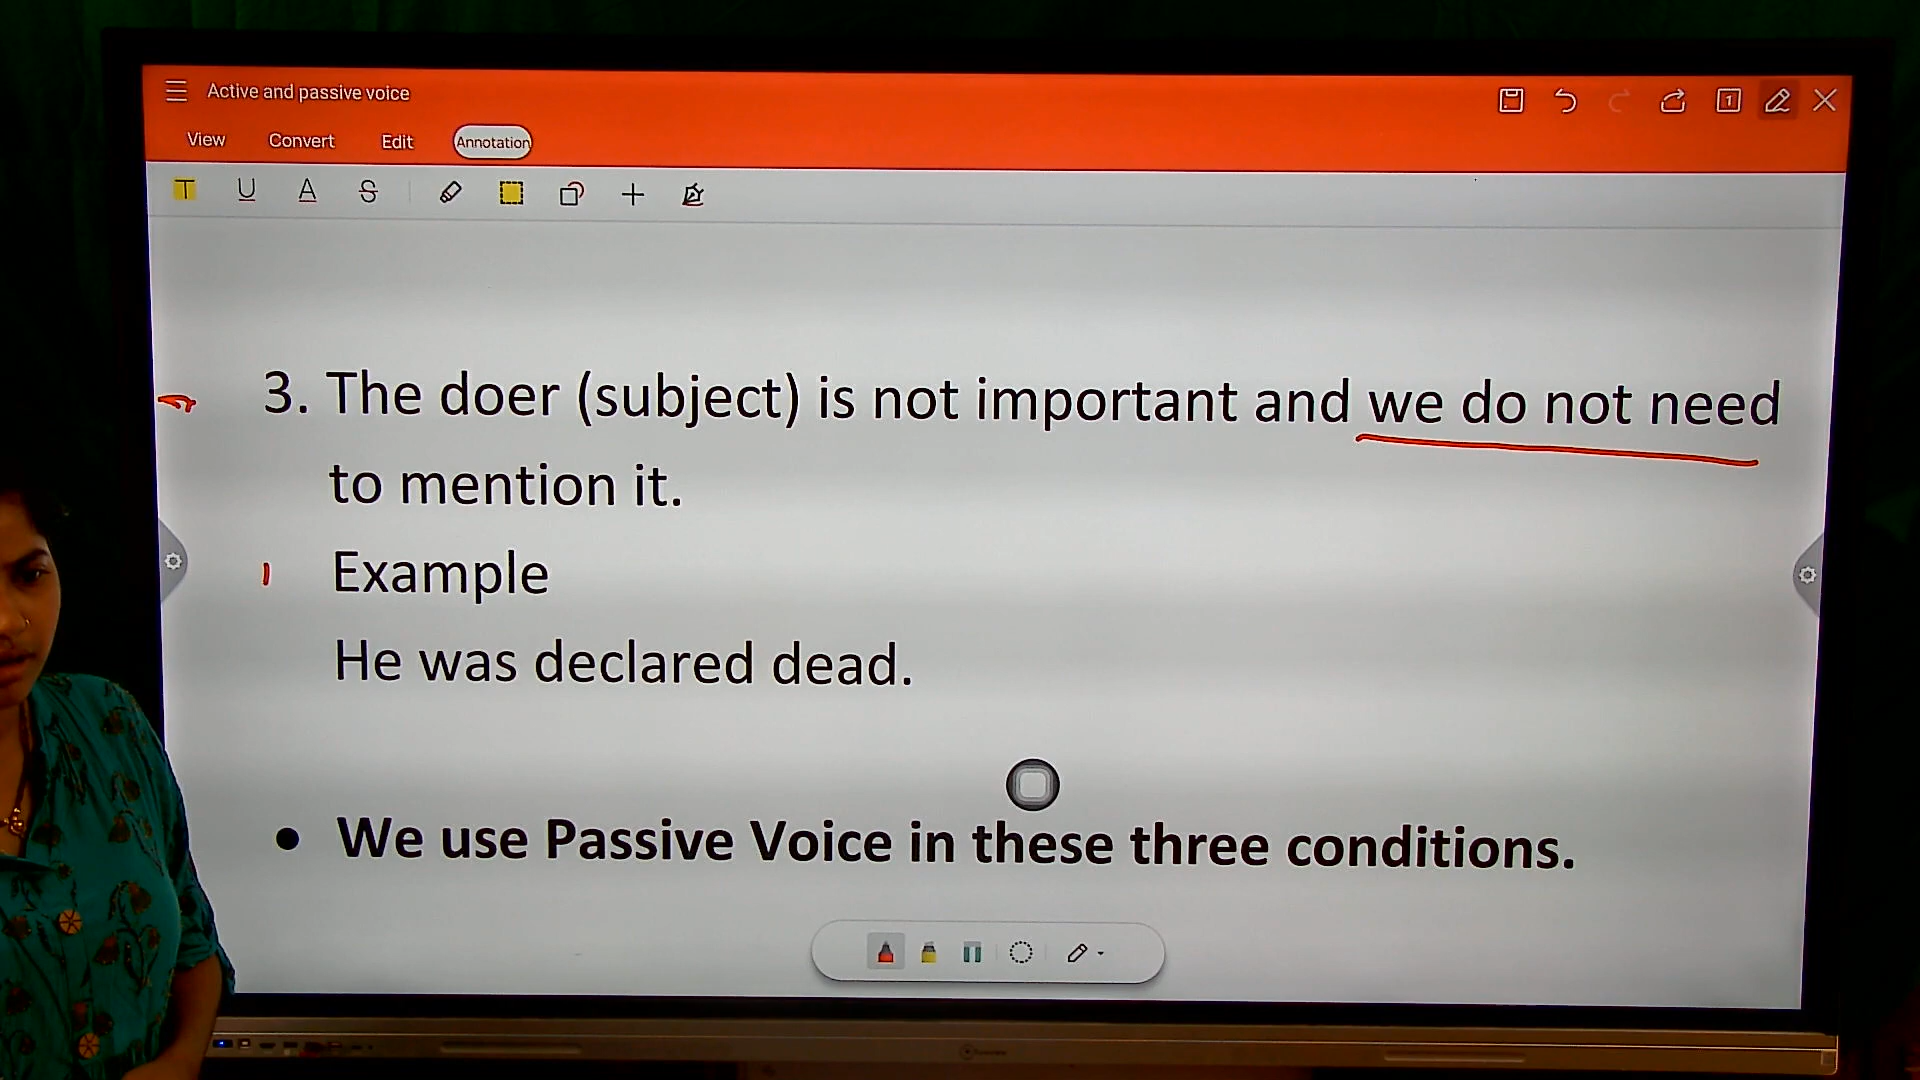 Active and passive voice
View Convert Edit Annotation
3. The doer (subject) is not important and we do not need
to mention it.
Example
He was declared dead.
• We use Passive Voice in these three conditions.